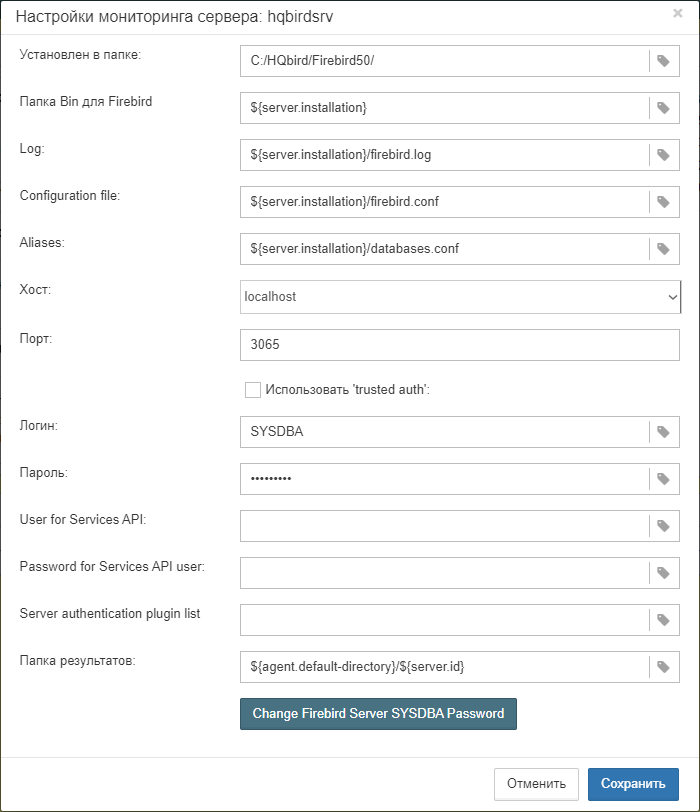 Настройки мониторинга сервера: hqbirdsrv ×
Установлен в папке: C:/HQbird/Firebird50/
Папка Bin для Firebird ${server.installation}
Log: ${server.installation}/firebird.log
Configuration file: ${server.installation}/firebird.conf
Aliases: ${server.installation}/databases.conf
Хост: localhost
Порт: 3065
Использовать 'trusted auth':
Логин: SYSDBA
Пароль: •••••••••
User for Services API:
Password for Services API user:
Server authentication plugin list
Папка результатов: ${agent.default-directory}/${server.id}
Change Firebird Server SYSDBA Password
Отменить Сохранить